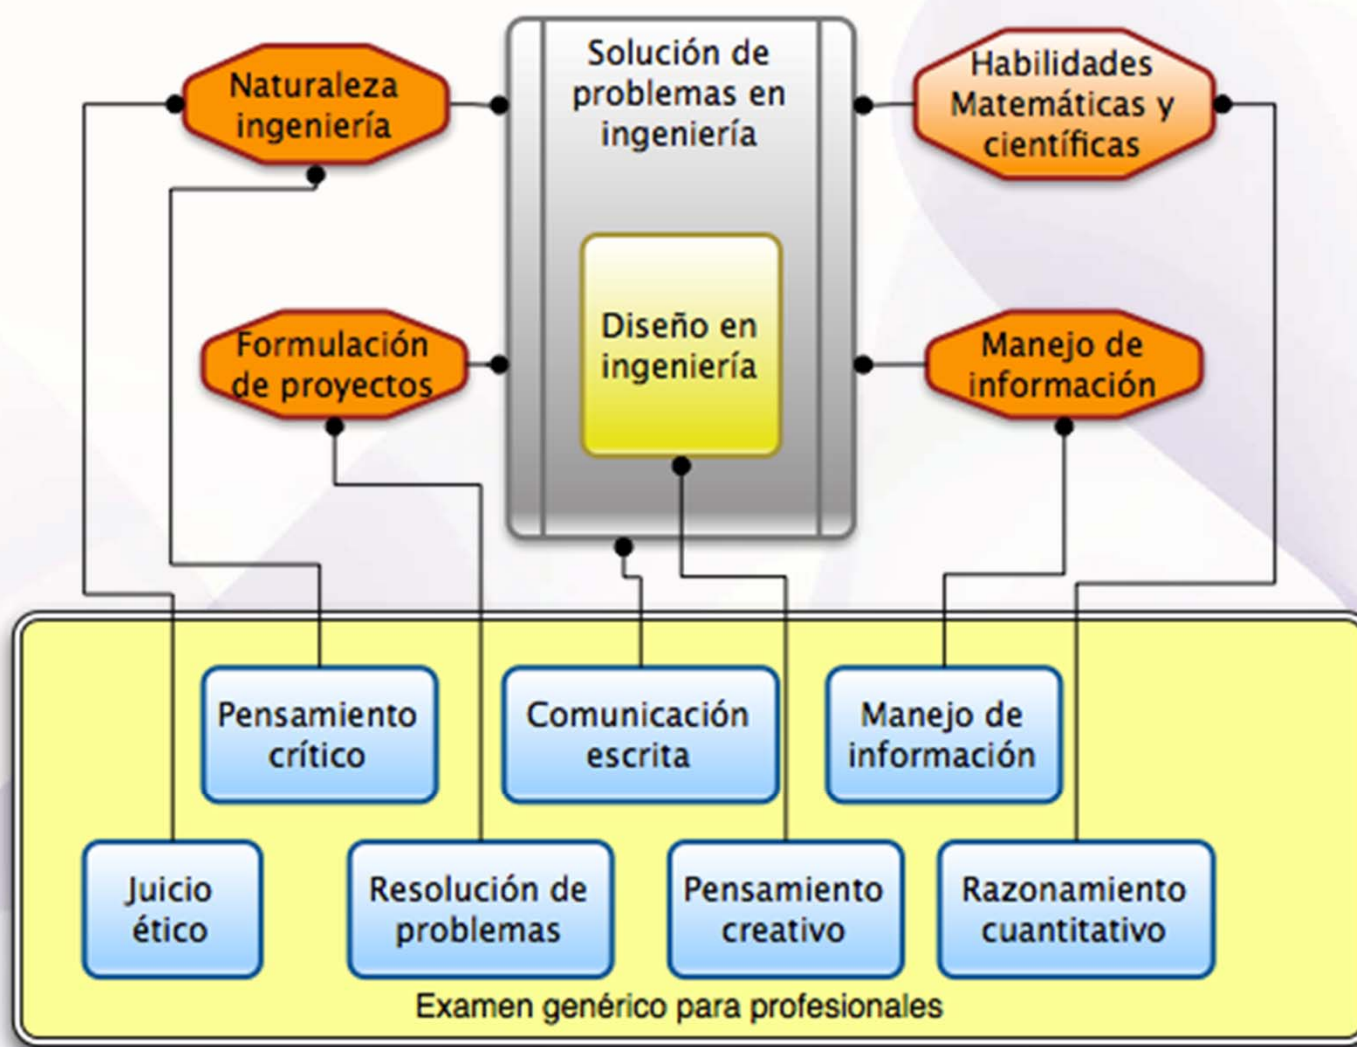 Naturaleza
ingeniería
Solución de
problemas en
ingeniería
Habilidades
Matemáticas y
científicas
Formulación
de proyectos
Diseño en
ingeniería
Manejo de
información
Pensamiento
crítico
Comunicación
escrita
Manejo de
información
Juicio
ético
Resolución de
problemas
Pensamiento
creativo
Razonamiento
cuantitativo
Examen genérico para profesionales